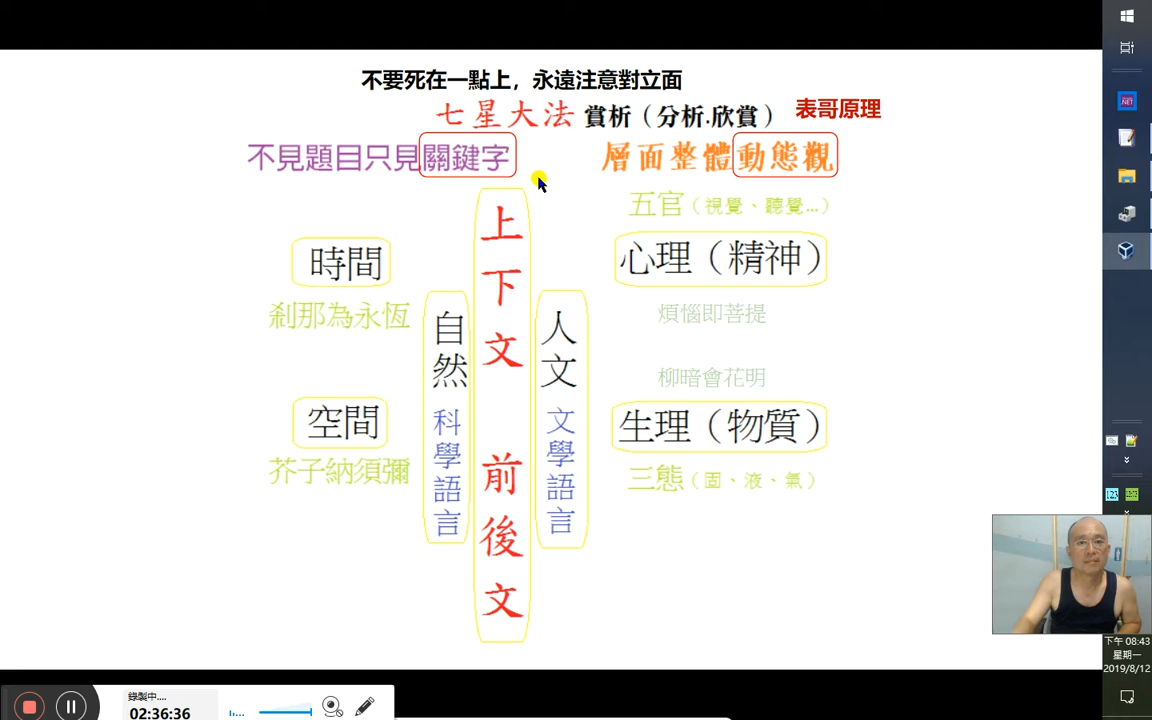 不要死在一點上，永遠注意對立面
七星大法 賞析（分析.欣賞） 表哥原理
不見題目只見關鍵字
層面整體動態觀
五官（視覺、聽覺...）
心理（精神）
煩惱即菩提
柳暗會花明
生理（物質）
三態（固、液、氣）
時間
剎那為永恆
空間
芥子納須彌
自然 科學語言
上下文 前後文
人文 文學語言
下午 08:43
星期一
2019/8/12
錄製中....
02:36:36